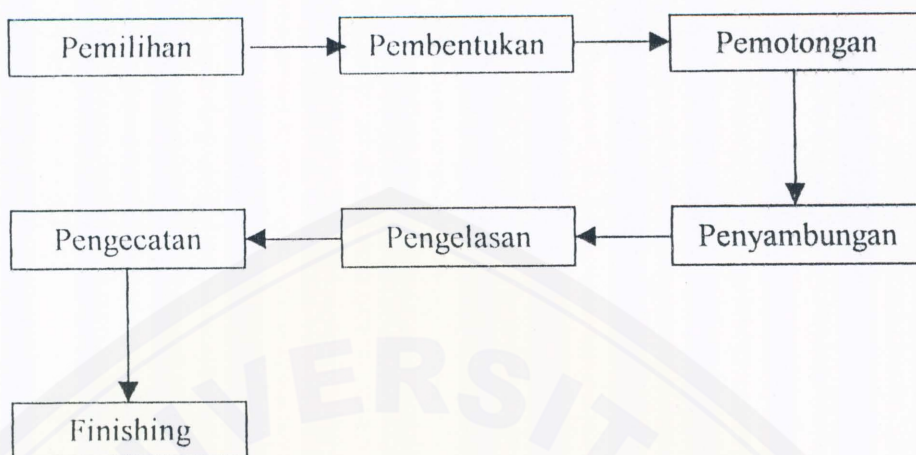 Pemilihan
Pembentukan
Pemotongan
Penyambungan
Pengelasan
Pengecatan
Finishing